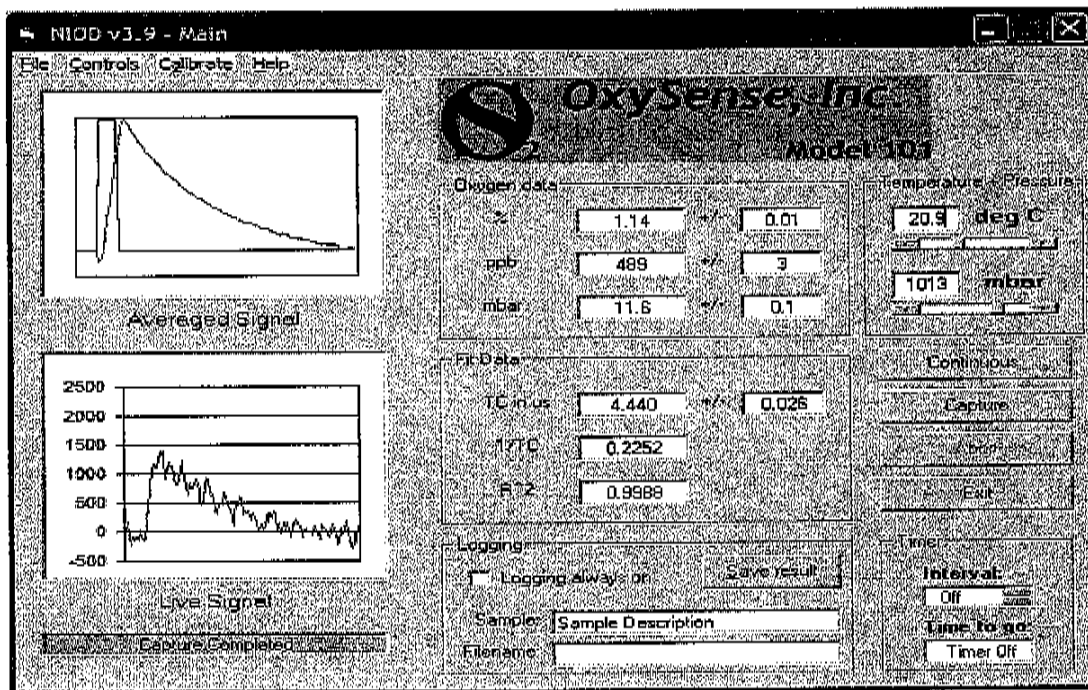 NIOD v3.9 - Main
File Controls Calibrate Help
OxySense, Inc
Model 101
Averaged Signal
2500
2000
1500
1000
500
0
-500
Live Signal
Capture Completed
Oxygen data
% 1.14 +/- 0.01
ppb 489 +/- 3
mbar 11.6 +/- 0.1
Temperature + Pressure
20.9 deg C
1013 mbar
Fit Data
TC in us 4.440 +/- 0.026
1/TC 0.2252
R^2 0.9988
Continuous
Capture
Exit
Logging
Logging always on Save result
Sample: Sample Description
Filename
Timer
Interval:
Off
Time to go:
Timer Off